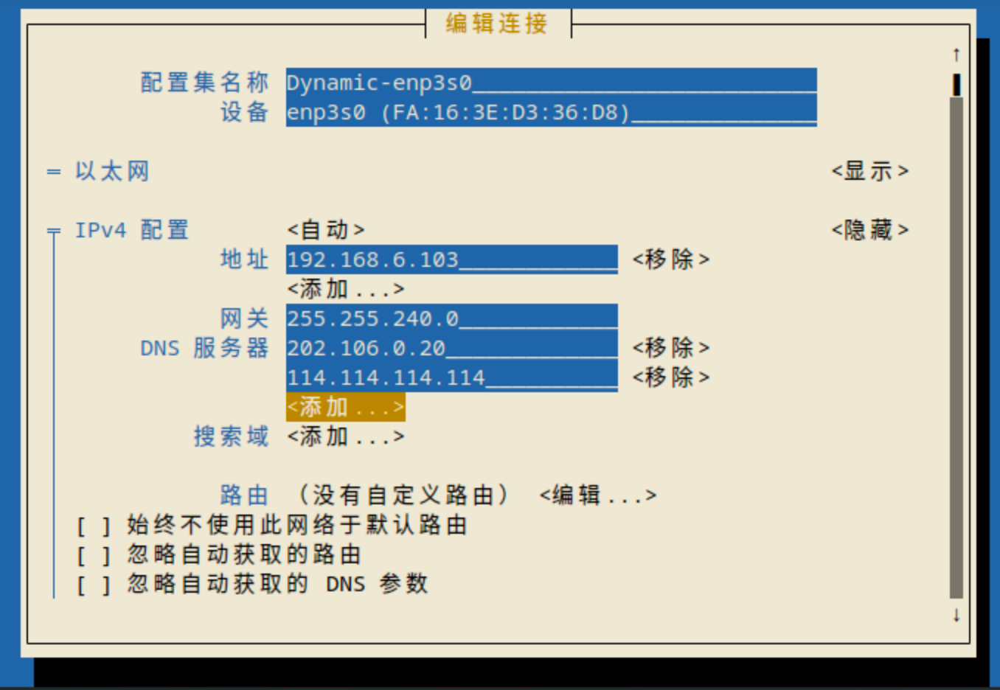 编辑连接
配置集名称 Dynamic-enp3s0
设备 enp3s0 (FA:16:3E:D3:36:D8)
以太网 <显示>
IPv4 配置 <自动> <隐藏>
地址 192.168.6.103 <移除>
<添加...>
网关 255.255.240.0
DNS 服务器 202.106.0.20 <移除>
114.114.114.114 <移除>
<添加...>
搜索域 <添加...>
路由 （没有自定义路由） <编辑...>
[ ] 始终不使用此网络于默认路由
[ ] 忽略自动获取的路由
[ ] 忽略自动获取的 DNS 参数